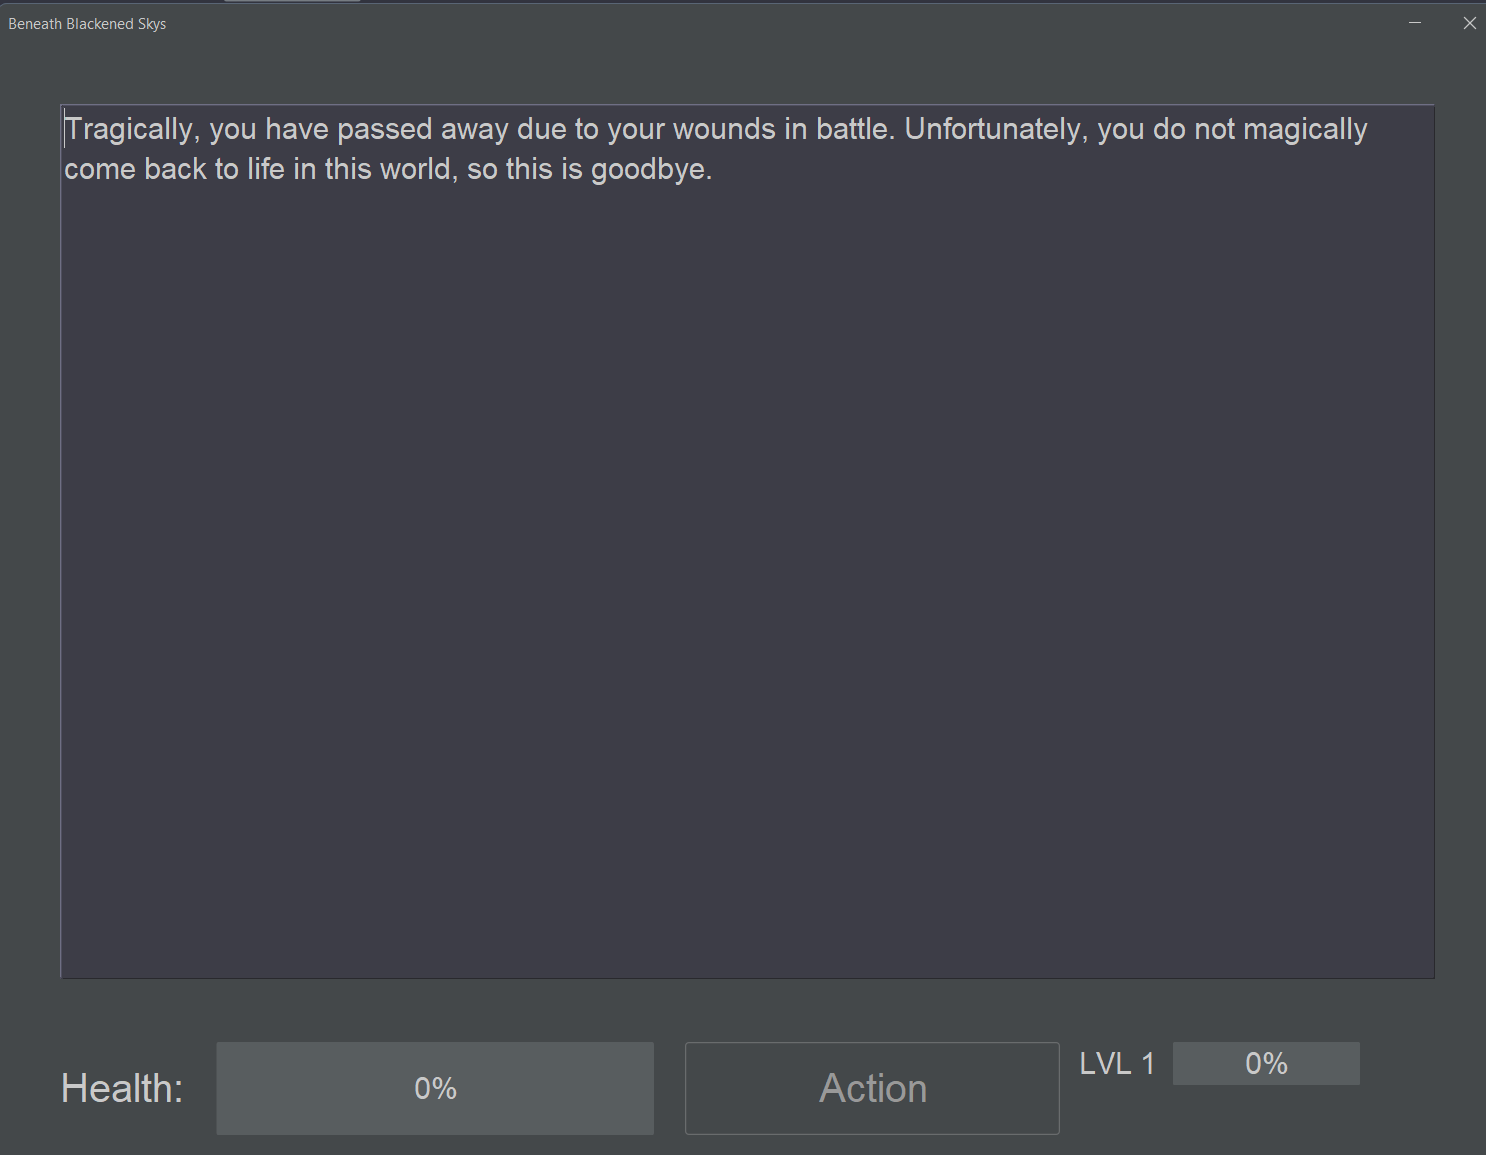 Beneath Blackened Skys
Tragically, you have passed away due to your wounds in battle. Unfortunately, you do not magically
come back to life in this world, so this is goodbye.
Health:
0%
Action
LVL 1
0%